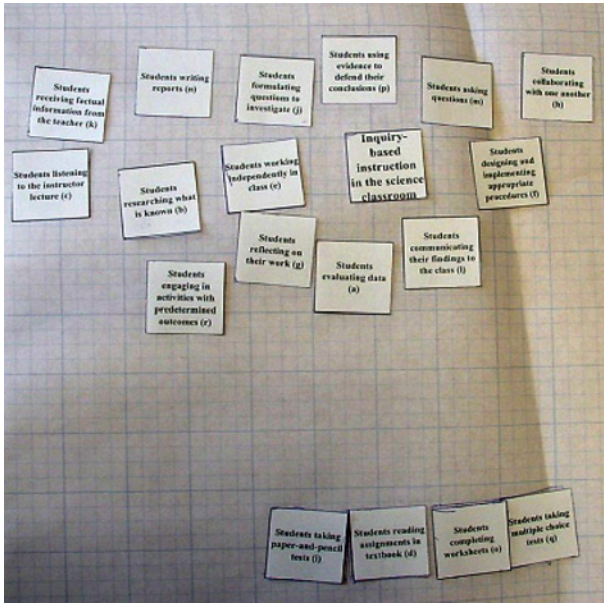 Students
receiving factual
information from
the teacher (k)
Students writing
reports (n)
Students
formulating
questions to
investigate (j)
Students using
evidence to
defend their
conclusions (p)
Students asking
questions (m)
Students
collaborating
with one another
(h)
Students listening
to the instructor
lecture (c)
Students
researching what
is known (b)
Students working
independently in
class (e)
Inquiry-
based
instruction
in the science
classroom
Students
designing and
implementing
appropriate
procedures (f)
Students
reflecting on
their work (g)
Students
evaluating data
(a)
Students
communicating
their findings to
the class (l)
Students
engaging in
activities with
predetermined
outcomes (r)
Students taking
paper-and-pencil
tests (i)
Students reading
assignments in
textbook (d)
Students
completing
worksheets (o)
Students taking
multiple choice
tests (q)